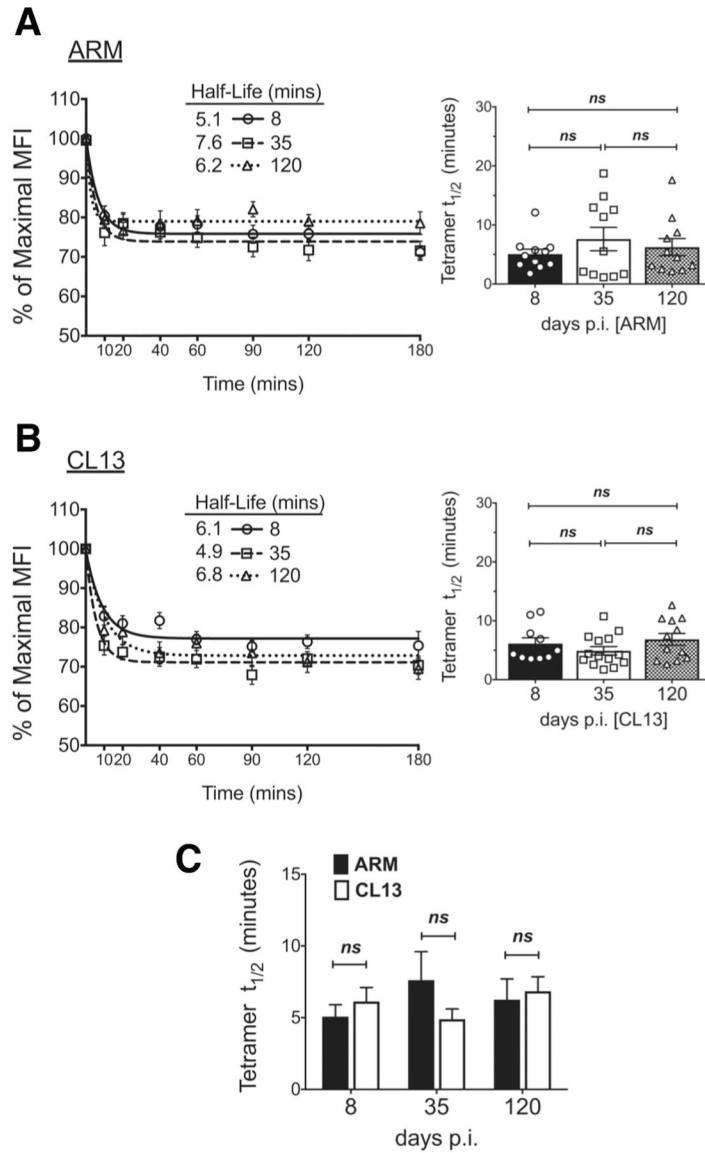 A
ARM
Half-Life (mins)
5.1 8
7.6 35
6.2 120
110
100
90
80
70
60
50
% of Maximal MFI
10 20 40 60 90 120 180
Time (mins)
30
20
10
0
Tetramer t1/2 (minutes)
ns
ns ns
8 35 120
days p.i. [ARM]
B
CL13
Half-Life (mins)
6.1 8
4.9 35
6.8 120
110
100
90
80
70
60
50
% of Maximal MFI
10 20 40 60 90 120 180
Time (mins)
30
20
10
0
Tetramer t1/2 (minutes)
ns
ns ns
8 35 120
days p.i. [CL13]
C
ARM
CL13
15
10
5
0
Tetramer t1/2 (minutes)
ns ns ns
8 35 120
days p.i.